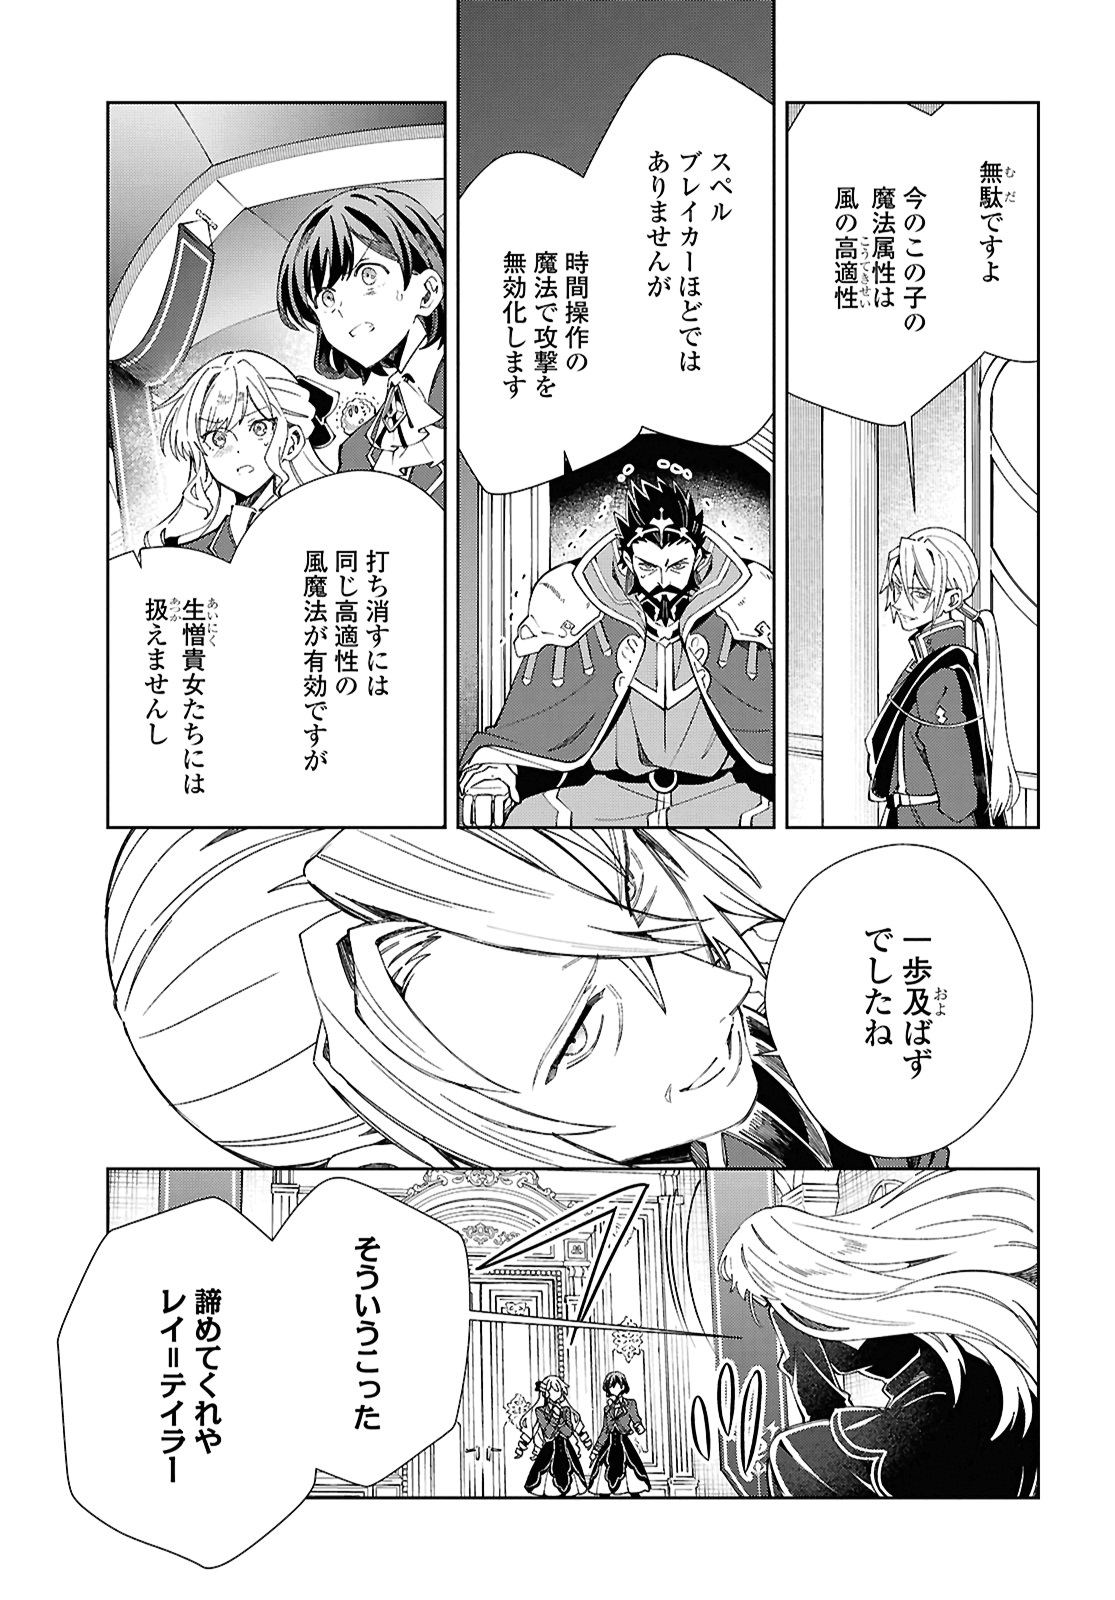 無駄ですよ
今のこの子の
魔法属性は
風の高適性
スペル
ブレイカーほどでは
ありませんが
時間操作の
魔法で攻撃を
無効化します
打ち消すには
同じ高適性の
風魔法が有効ですが
生憎貴女たちには
扱えませんし
一歩及ばず
でしたね
そういうこった
諦めてくれや
レイ=テイラー